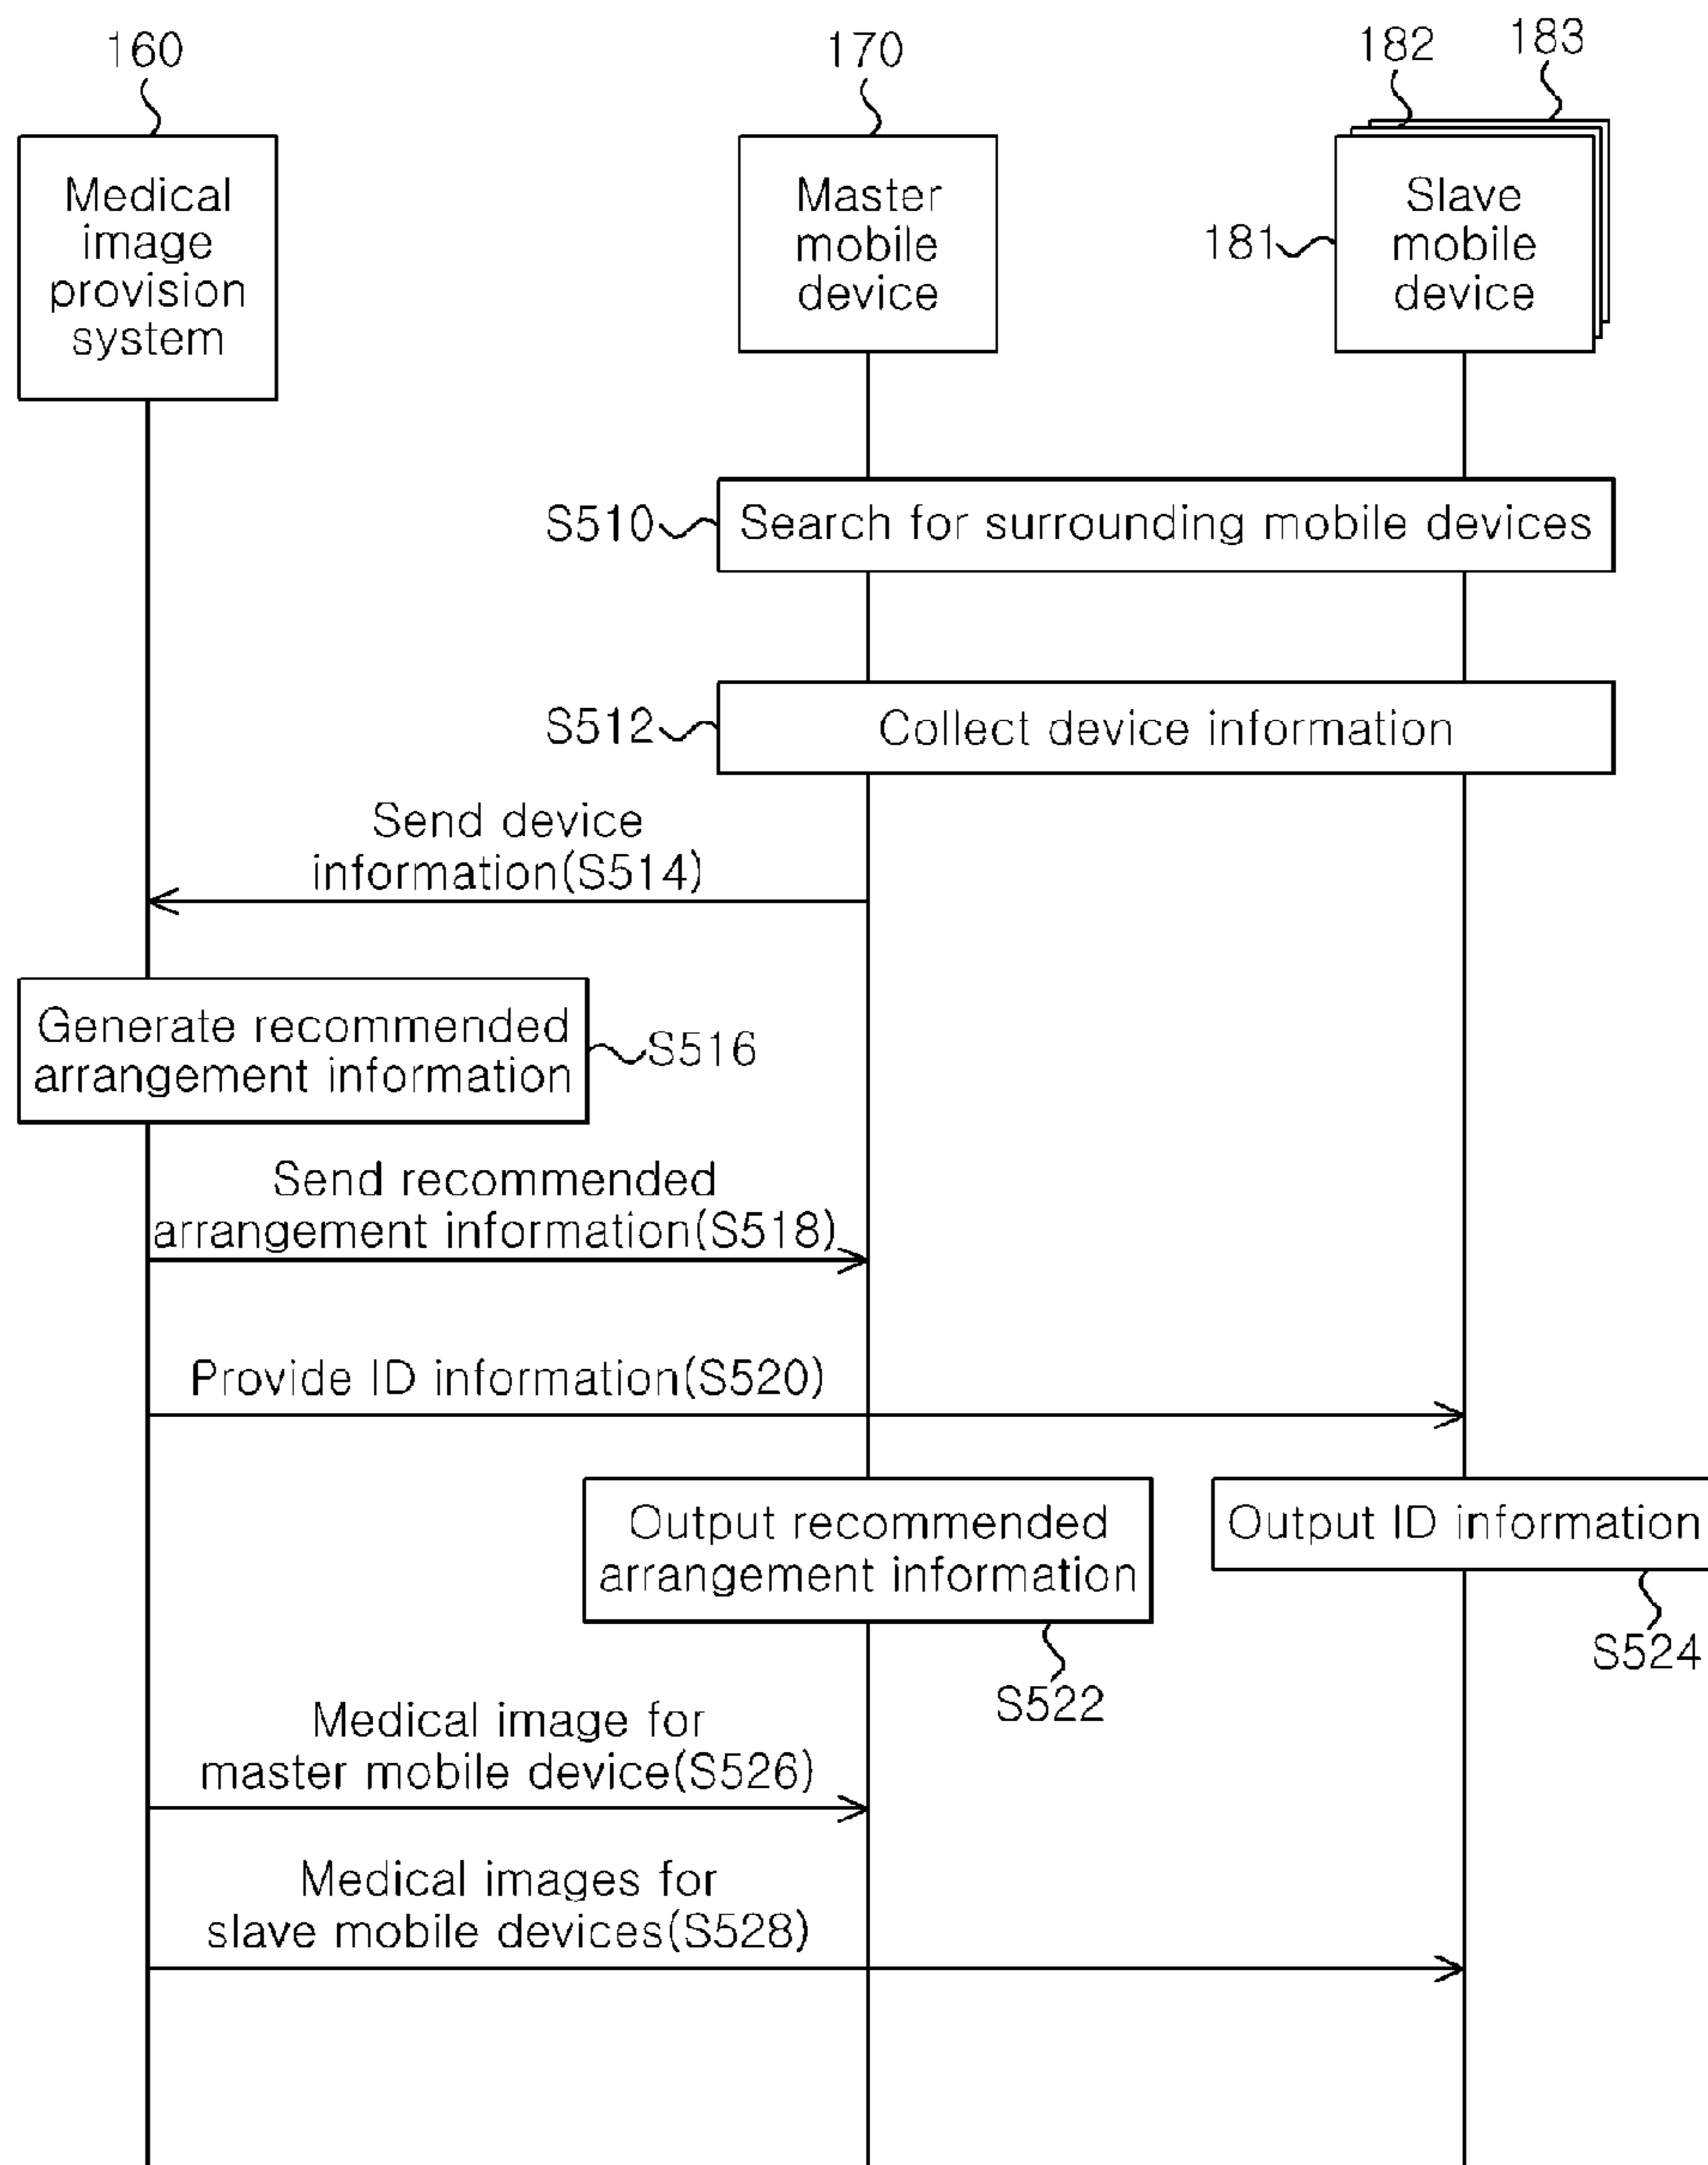 160
170
182
183
Medical
image
provision
system
Master
mobile
device
181
Slave
mobile
device
S510
Search for surrounding mobile devices
S512
Collect device information
Send device
information(S514)
Generate recommended
arrangement information
S516
Send recommended
arrangement information(S518)
Provide ID information(S520)
Output recommended
arrangement information
S522
Output ID information
S524
Medical image for
master mobile device(S526)
Medical images for
slave mobile devices(S528)